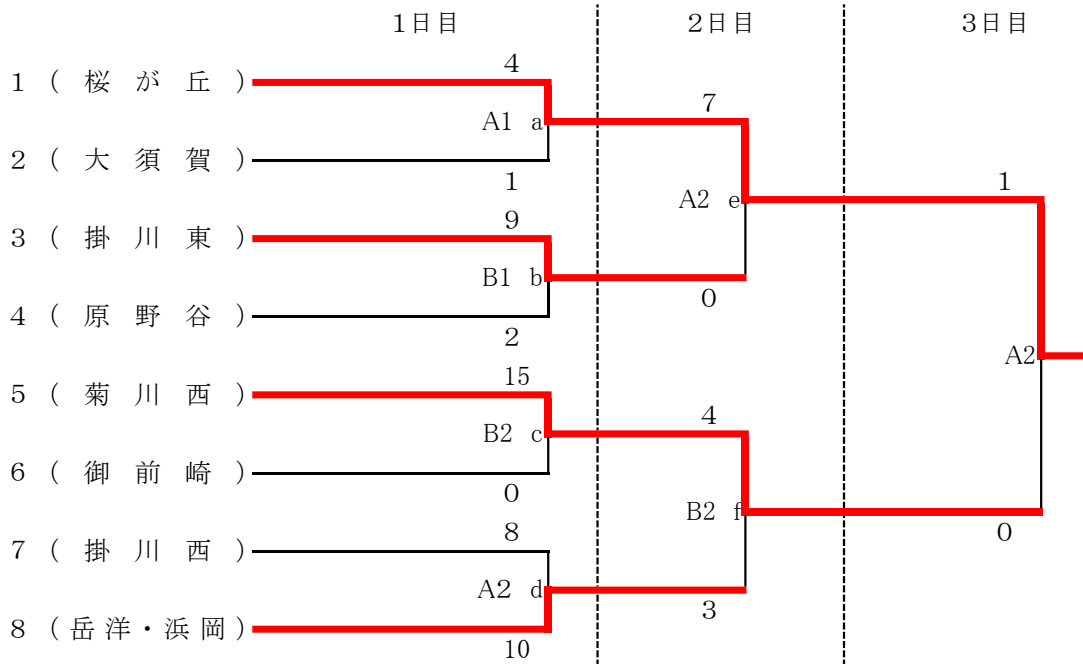 1日目 2日目 3日目
4
1 ( 桜が丘 )
7
A1 a
2 ( 大須賀 )
1
1
A2 e
9
3 ( 掛川東 )
B1 b
0
4 ( 原野谷 )
2
A2
15
5 ( 菊川西 )
4
B2 c
6 ( 御前崎 )
0
B2 f
0
8
7 ( 掛川西 )
A2 d
3
8 ( 岳洋・浜岡 )
10